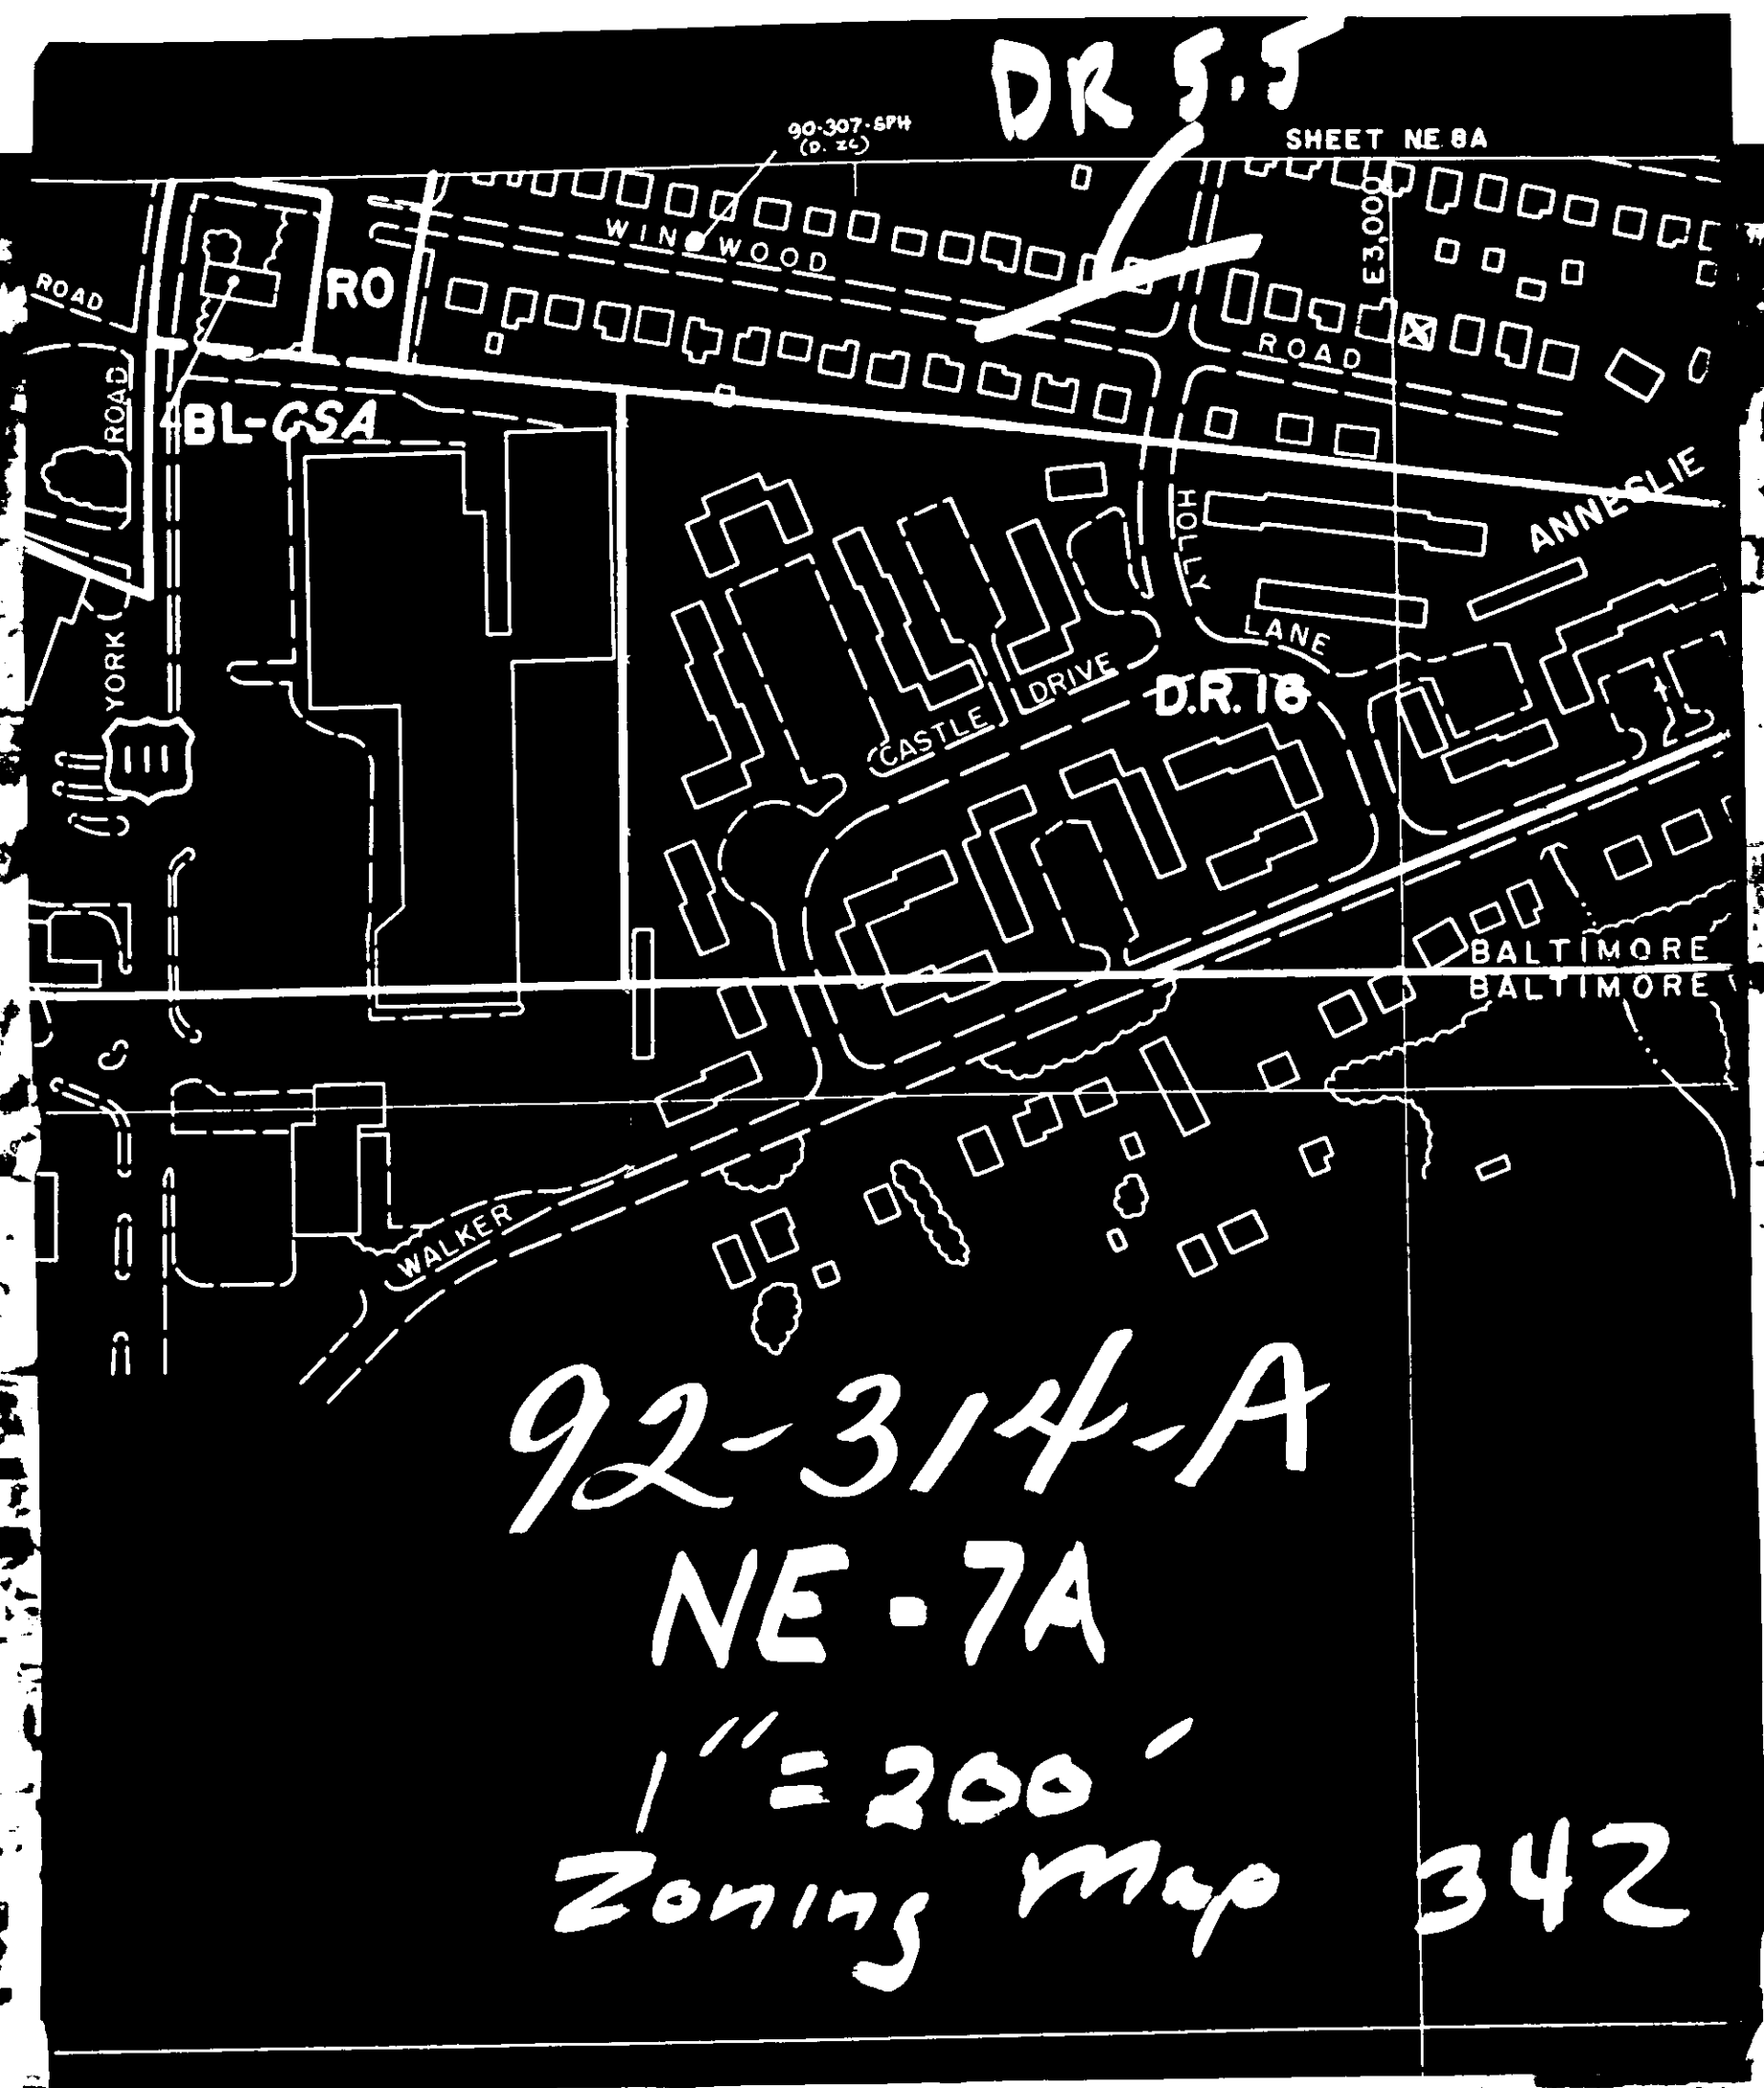 DR 5.5
90-307-SPH
(D. ZC)
SHEET NE 8A
WINWOOD
ROAD
E3,000
ROAD
RO
ROAD
BL-CSA
ROAD
YORK
111
HOLLY
LANE
ANNESLIE
CASTLE DRIVE
D.R. 16
BALTIMORE
BALTIMORE
WALKER
92-314-A
NE-7A
1"=200'
Zoning Map 342